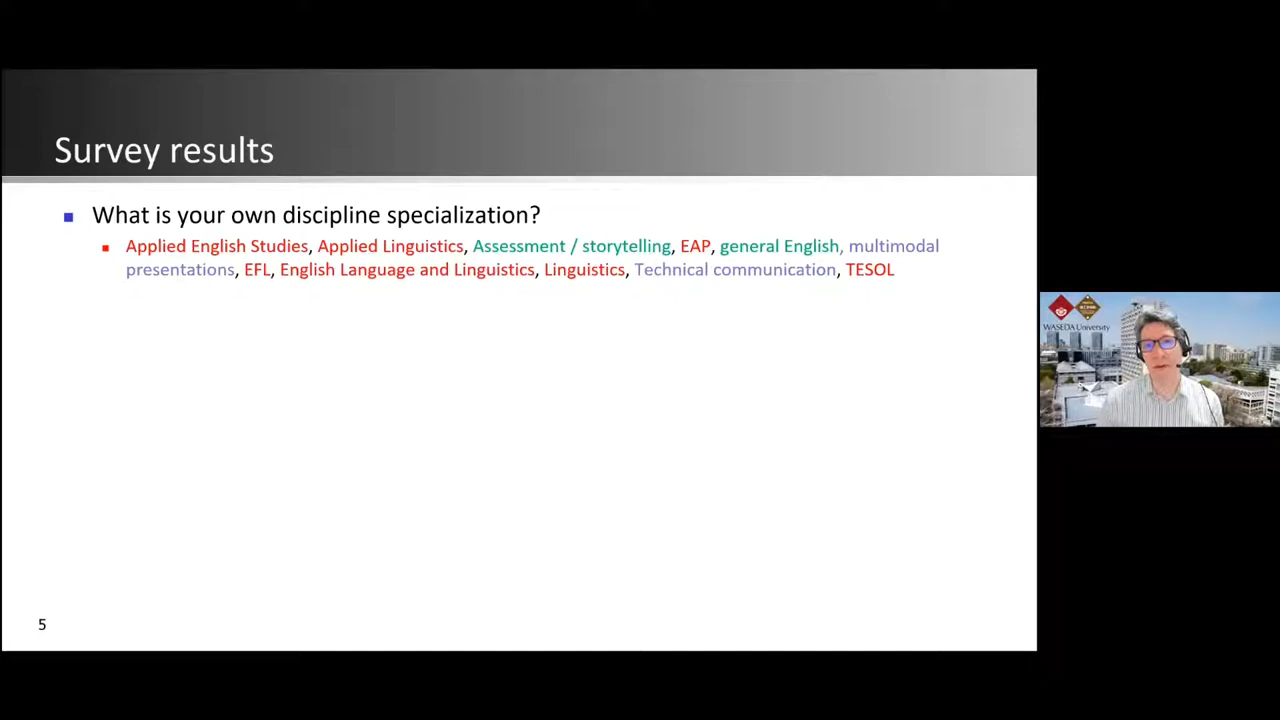 Survey results
What is your own discipline specialization?
Applied English Studies, Applied Linguistics, Assessment / storytelling, EAP, general English, multimodal
presentations, EFL, English Language and Linguistics, Linguistics, Technical communication, TESOL
WASEDA University
5